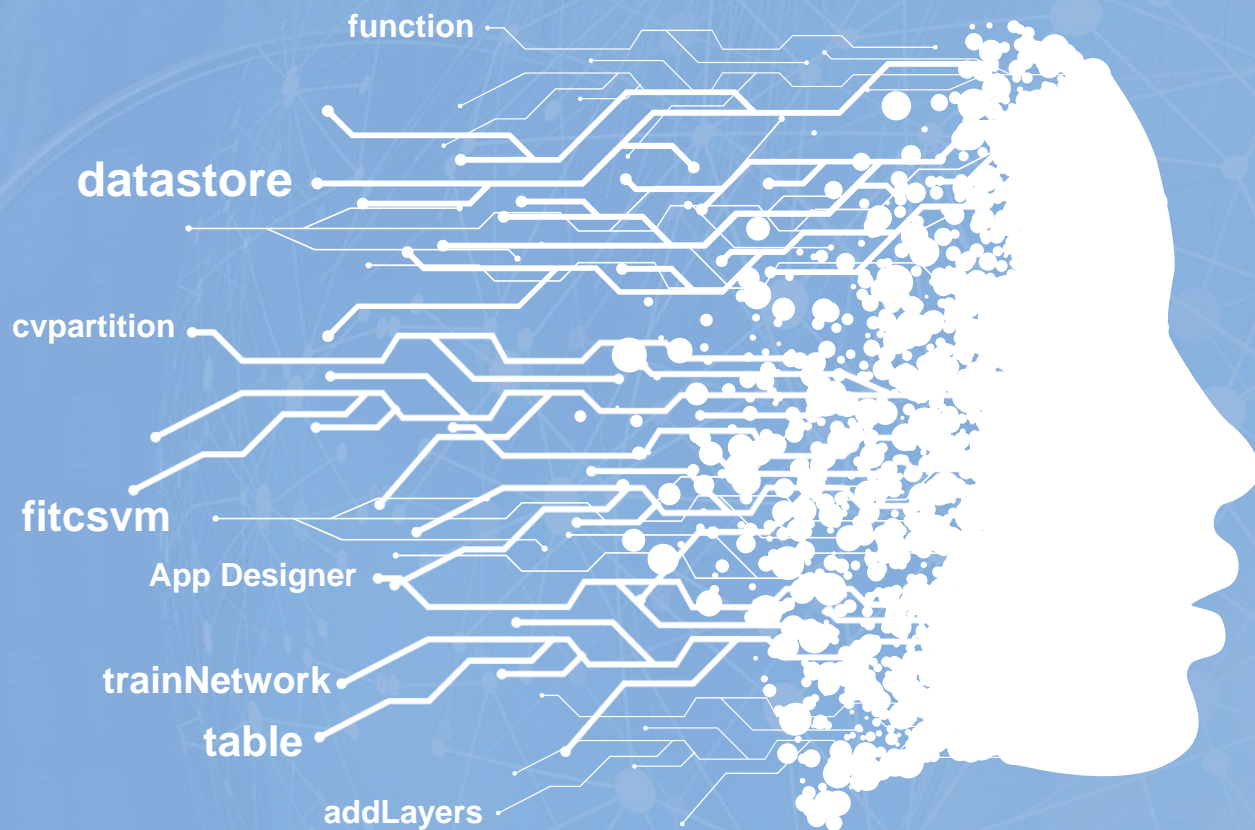 function
datastore
cvpartition
fitcsvm
App Designer
trainNetwork
table
addLayers